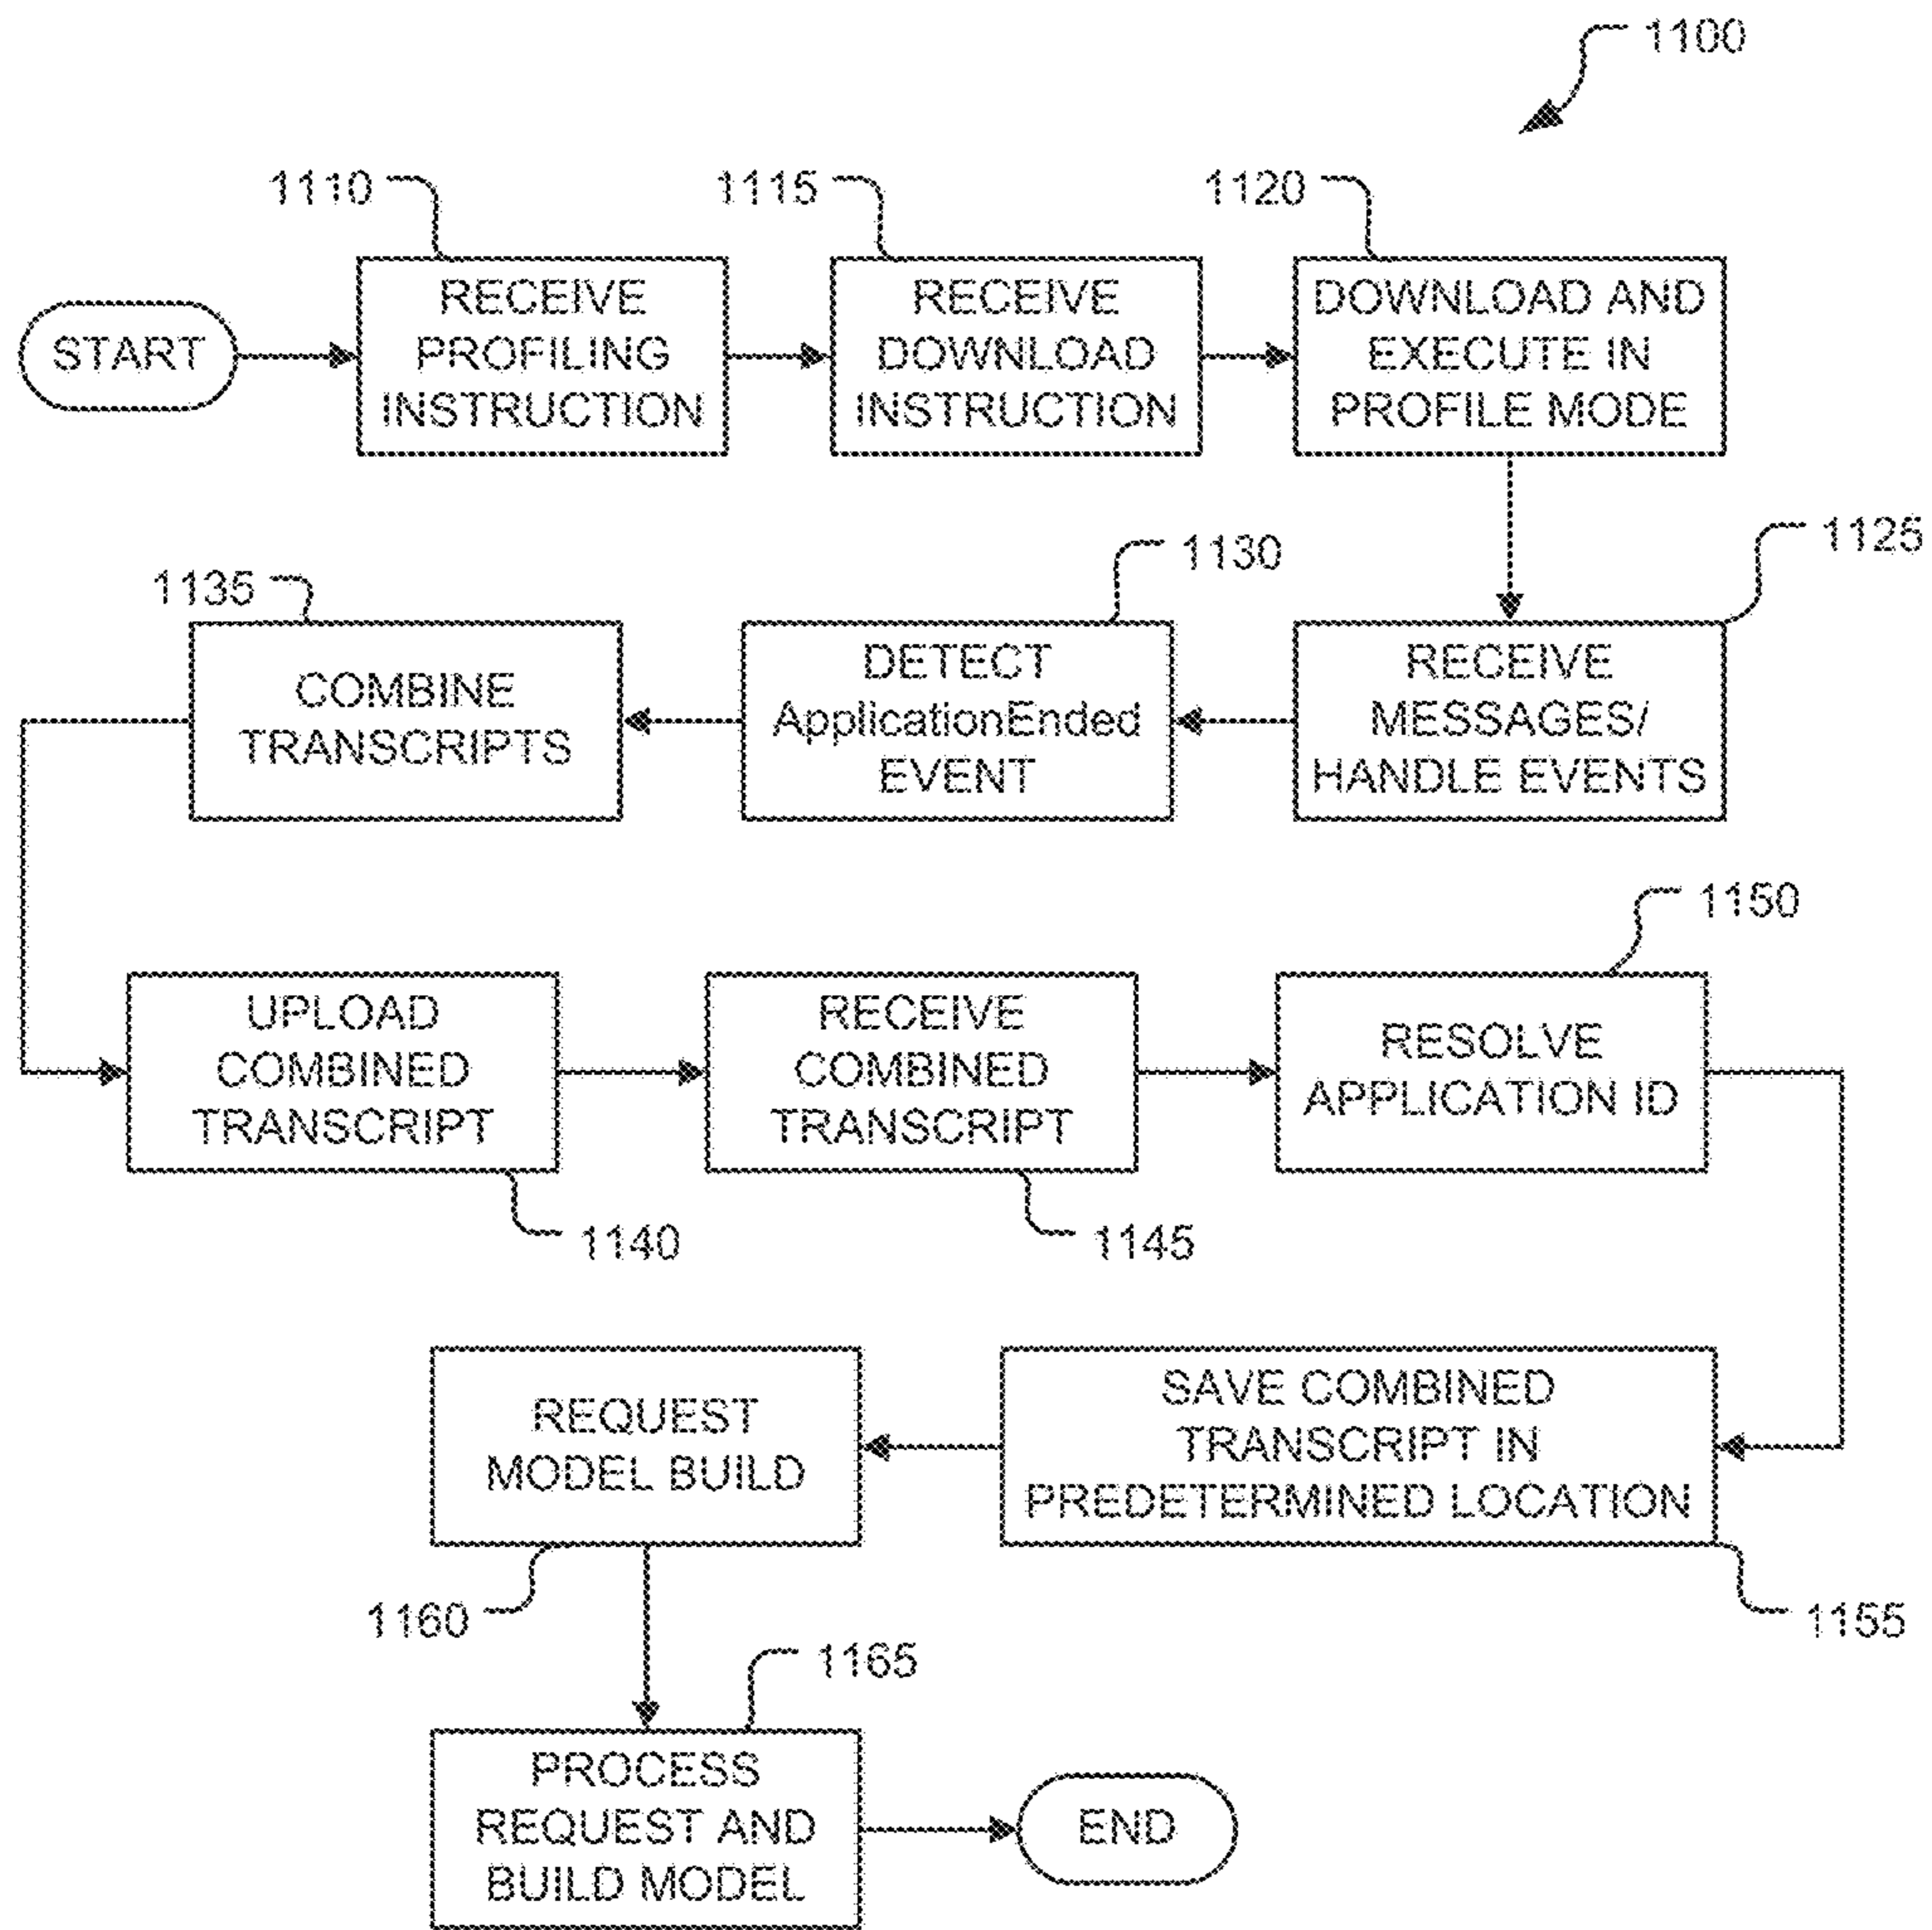 1100
1110
1115
1120
START
RECEIVE
PROFILING
INSTRUCTION
RECEIVE
DOWNLOAD
INSTRUCTION
DOWNLOAD AND
EXECUTE IN
PROFILE MODE
1125
1130
1135
COMBINE
TRANSCRIPTS
DETECT
ApplicationEnded
EVENT
RECEIVE
MESSAGES/
HANDLE EVENTS
1150
UPLOAD
COMBINED
TRANSCRIPT
RECEIVE
COMBINED
TRANSCRIPT
RESOLVE
APPLICATION ID
1140
1145
REQUEST
MODEL BUILD
SAVE COMBINED
TRANSCRIPT IN
PREDETERMINED LOCATION
1160
1155
1165
PROCESS
REQUEST AND
BUILD MODEL
END